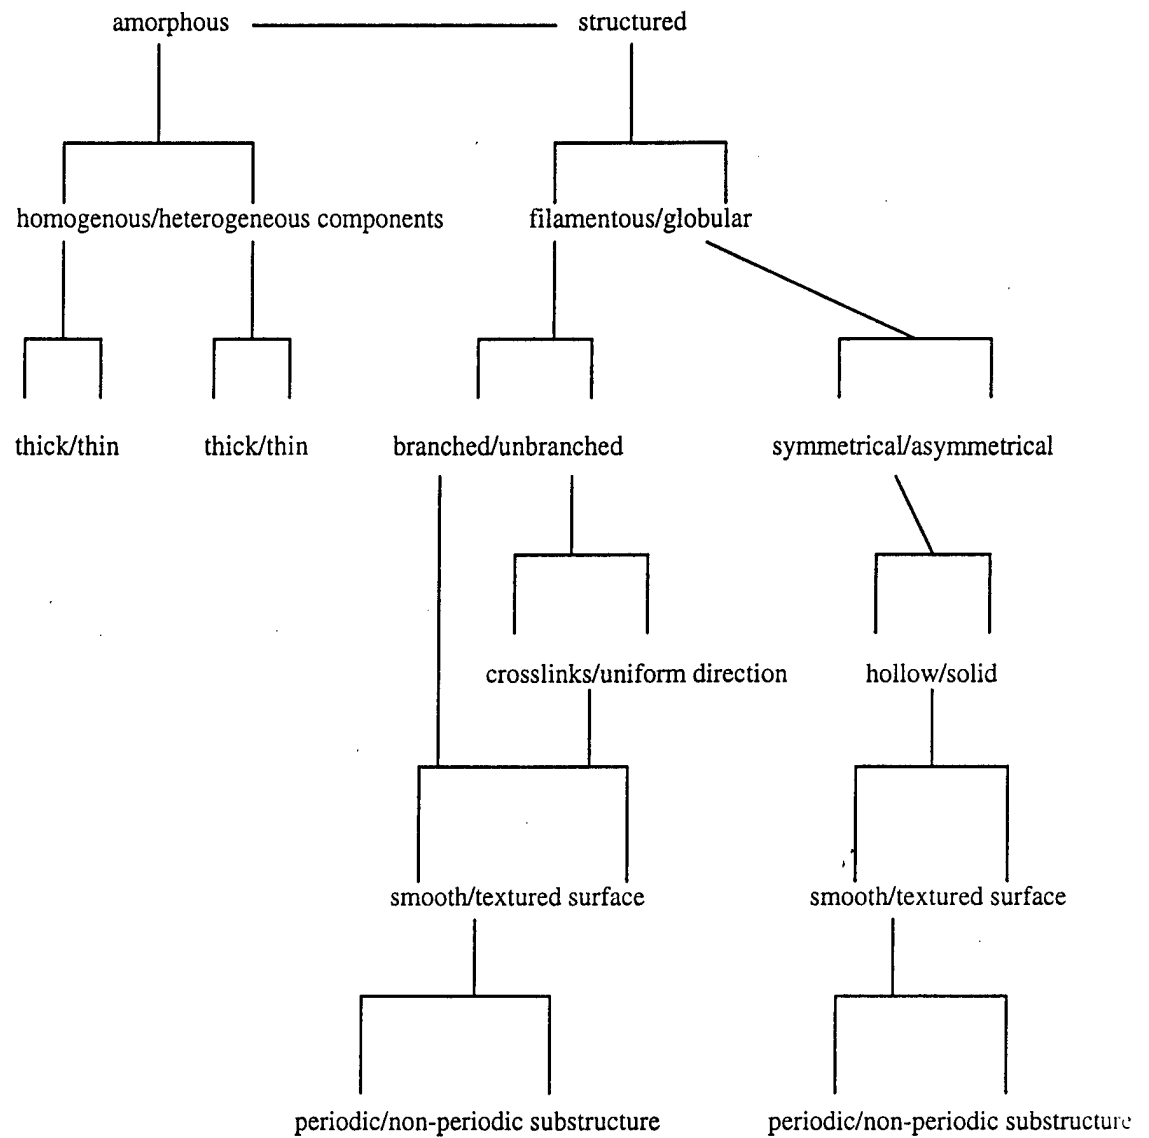 amorphous structured
homogenous/heterogeneous components filamentous/globular
thick/thin thick/thin branched/unbranched symmetrical/asymmetrical
crosslinks/uniform direction hollow/solid
smooth/textured surface smooth/textured surface
periodic/non-periodic substructure periodic/non-periodic substructure